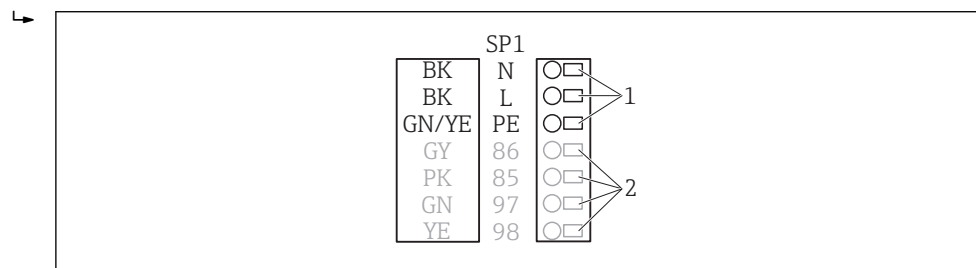 SP1
BK N
BK L 1
GN/YE PE
GY 86
PK 85 2
GN 97
YE 98